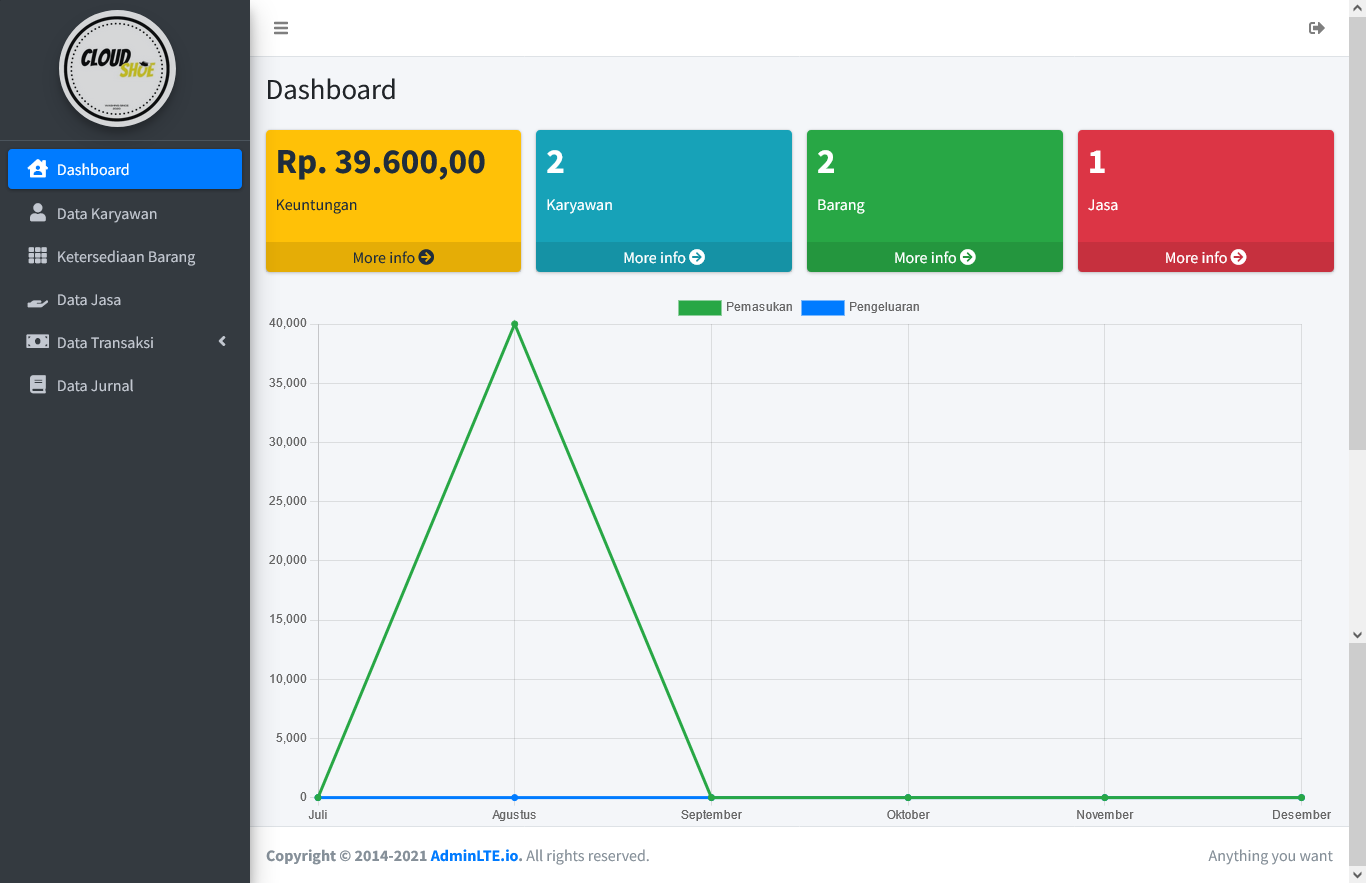 CLOUD
SHOE
Dashboard
Data Karyawan
Ketersediaan Barang
Data Jasa
Data Transaksi
Data Jurnal
Dashboard
Rp. 39.600,00
Keuntungan
More info
2
Karyawan
More info
2
Barang
More info
1
Jasa
More info
Pemasukan Pengeluaran
40,000
35,000
30,000
25,000
20,000
15,000
10,000
5,000
0
Juli Agustus September Oktober November Desember
Copyright © 2014-2021 AdminLTE.io. All rights reserved.
Anything you want